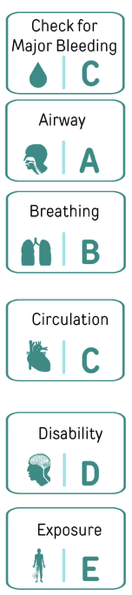 Check for
Major Bleeding
C
Airway
A
Breathing
B
Circulation
C
Disability
D
Exposure
E